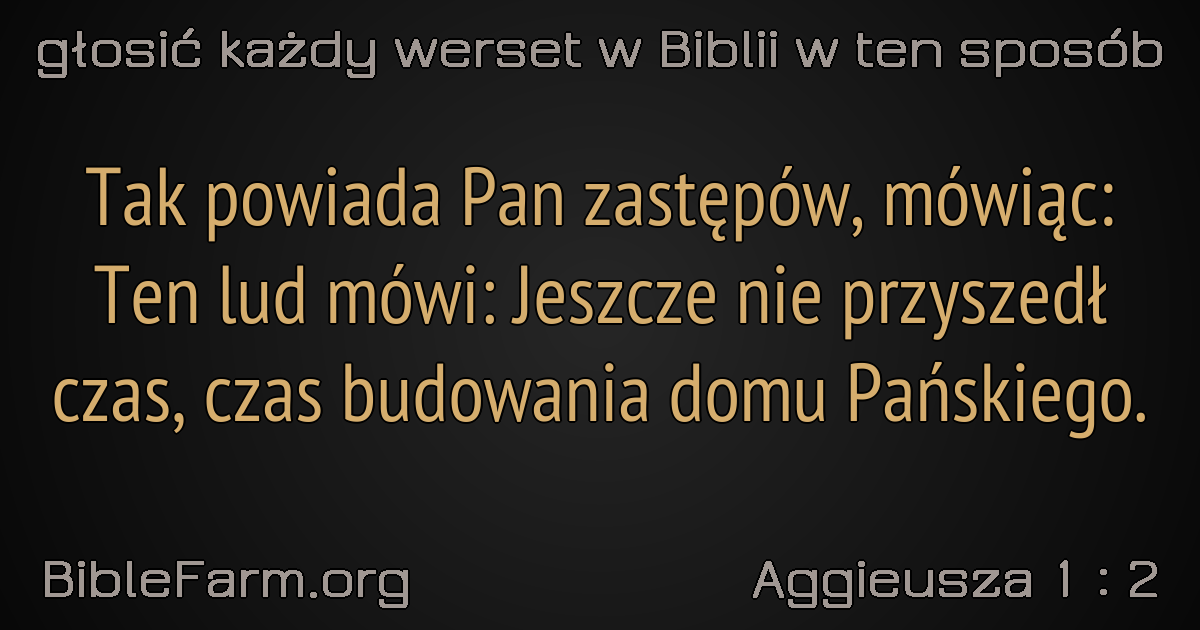 głosić każdy werset w Biblii w ten sposób
Tak powiada Pan zastępów, mówiąc:
Ten lud mówi: Jeszcze nie przyszedł
czas, czas budowania domu Pańskiego.
BibleFarm.org
Aggieusza 1 : 2